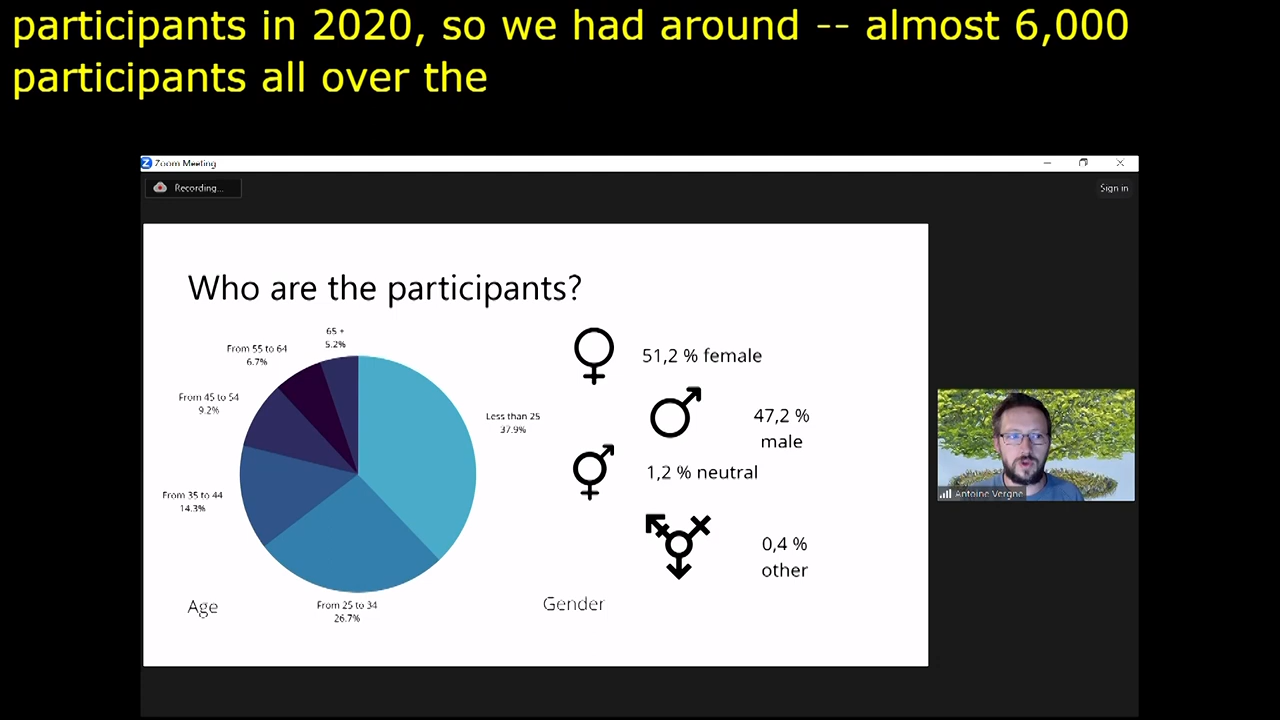 participants in 2020, so we had around -- almost 6,000
participants all over the
Zoom Meeting
Recording...
Sign in
Who are the participants?
65 +
5.2%
From 55 to 64
6.7%
From 45 to 54
9.2%
Less than 25
37.9%
From 35 to 44
14.3%
From 25 to 34
26.7%
Age
51,2 % female
47,2 %
male
1,2 % neutral
0,4 %
other
Gender
Antoine Vergne